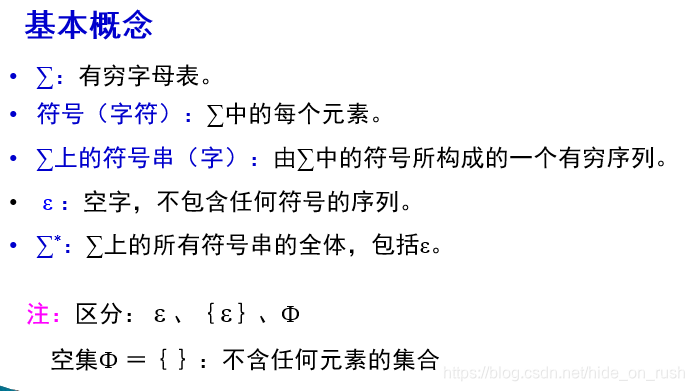 基本概念
• ∑：有穷字母表。
• 符号（字符）：∑中的每个元素。
• ∑上的符号串（字）：由∑中的符号所构成的一个有穷序列。
• ε：空字，不包含任何符号的序列。
• ∑*：∑上的所有符号串的全体，包括ε。
注：区分：ε、｛ε｝、Φ
空集Φ＝｛ ｝：不含任何元素的集合
https://blog.csdn.net/hide_on_rush